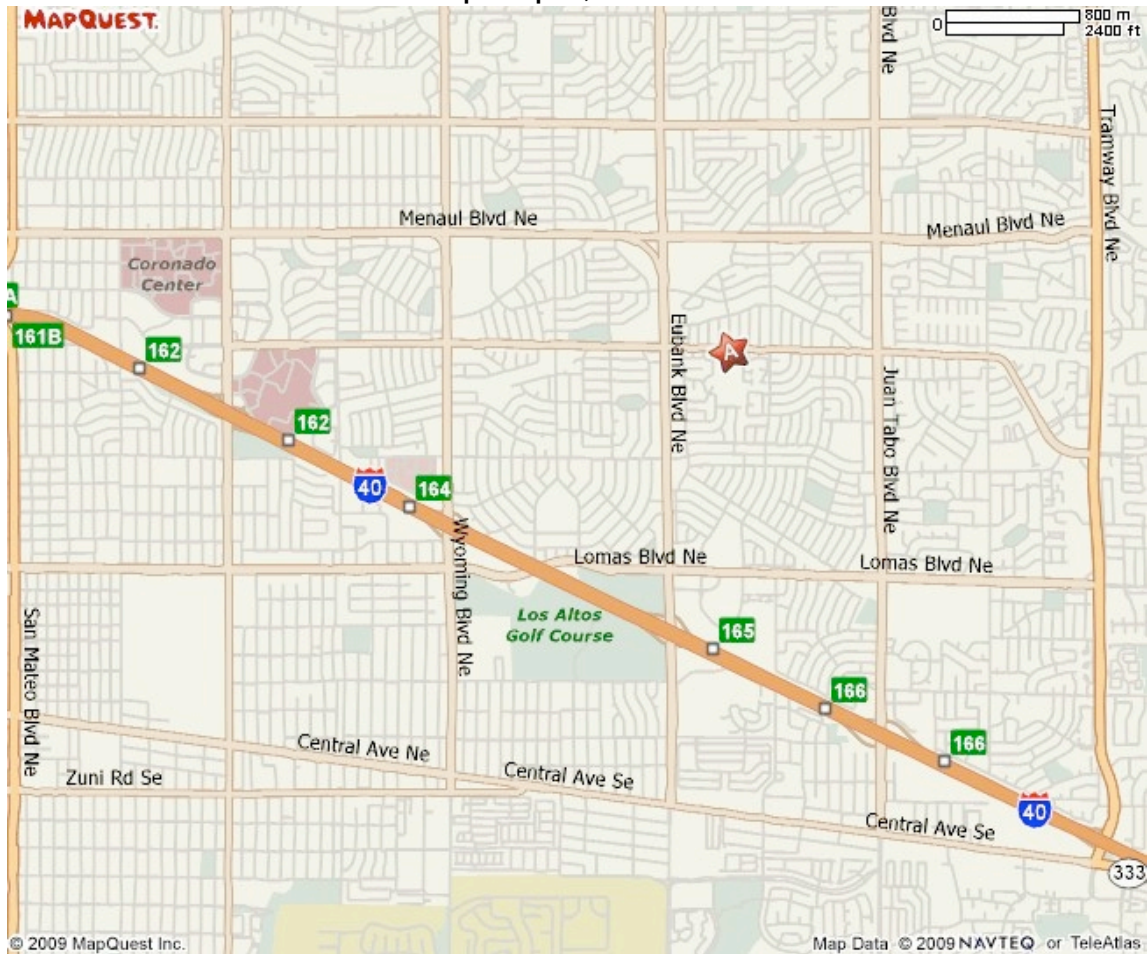 MAPQUEST.
0
800 m
2400 ft
Blvd Ne
Tramway Blvd Ne
Menaul Blvd Ne
Menaul Blvd Ne
Coronado
Center
A
161B
162
Eubank Blvd Ne
A
Juan Tabo Blvd Ne
162
40
164
Wyoming Blvd Ne
Lomas Blvd Ne
Lomas Blvd Ne
San Mateo Blvd Ne
Los Altos
Golf Course
165
166
166
Central Ave Ne
Zuni Rd Se
Central Ave Se
40
Central Ave Se
333
© 2009 MapQuest Inc.
Map Data © 2009 NAVTEQ or TeleAtlas